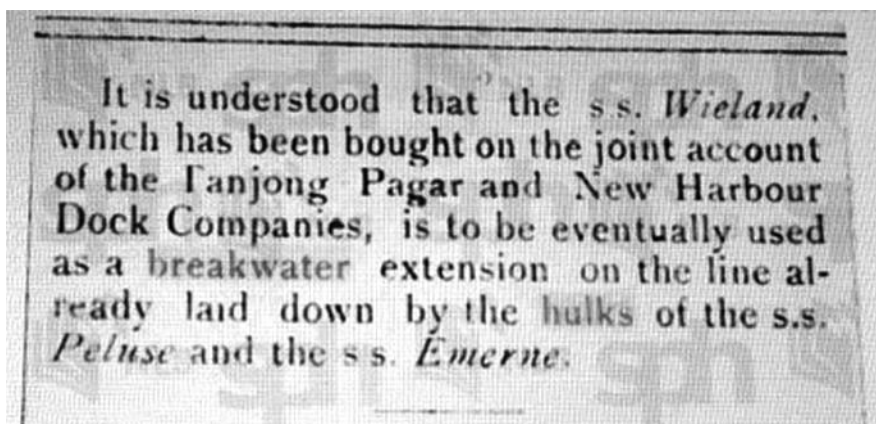 It is understood that the s s. Wieland,
which has been bought on the joint account
of the Tanjong Pagar and New Harbour
Dock Companies, is to be eventually used
as a breakwater extension on the line al-
ready laid down by the hulks of the s.s.
Peluse and the s s. Emerne.
sph
sph